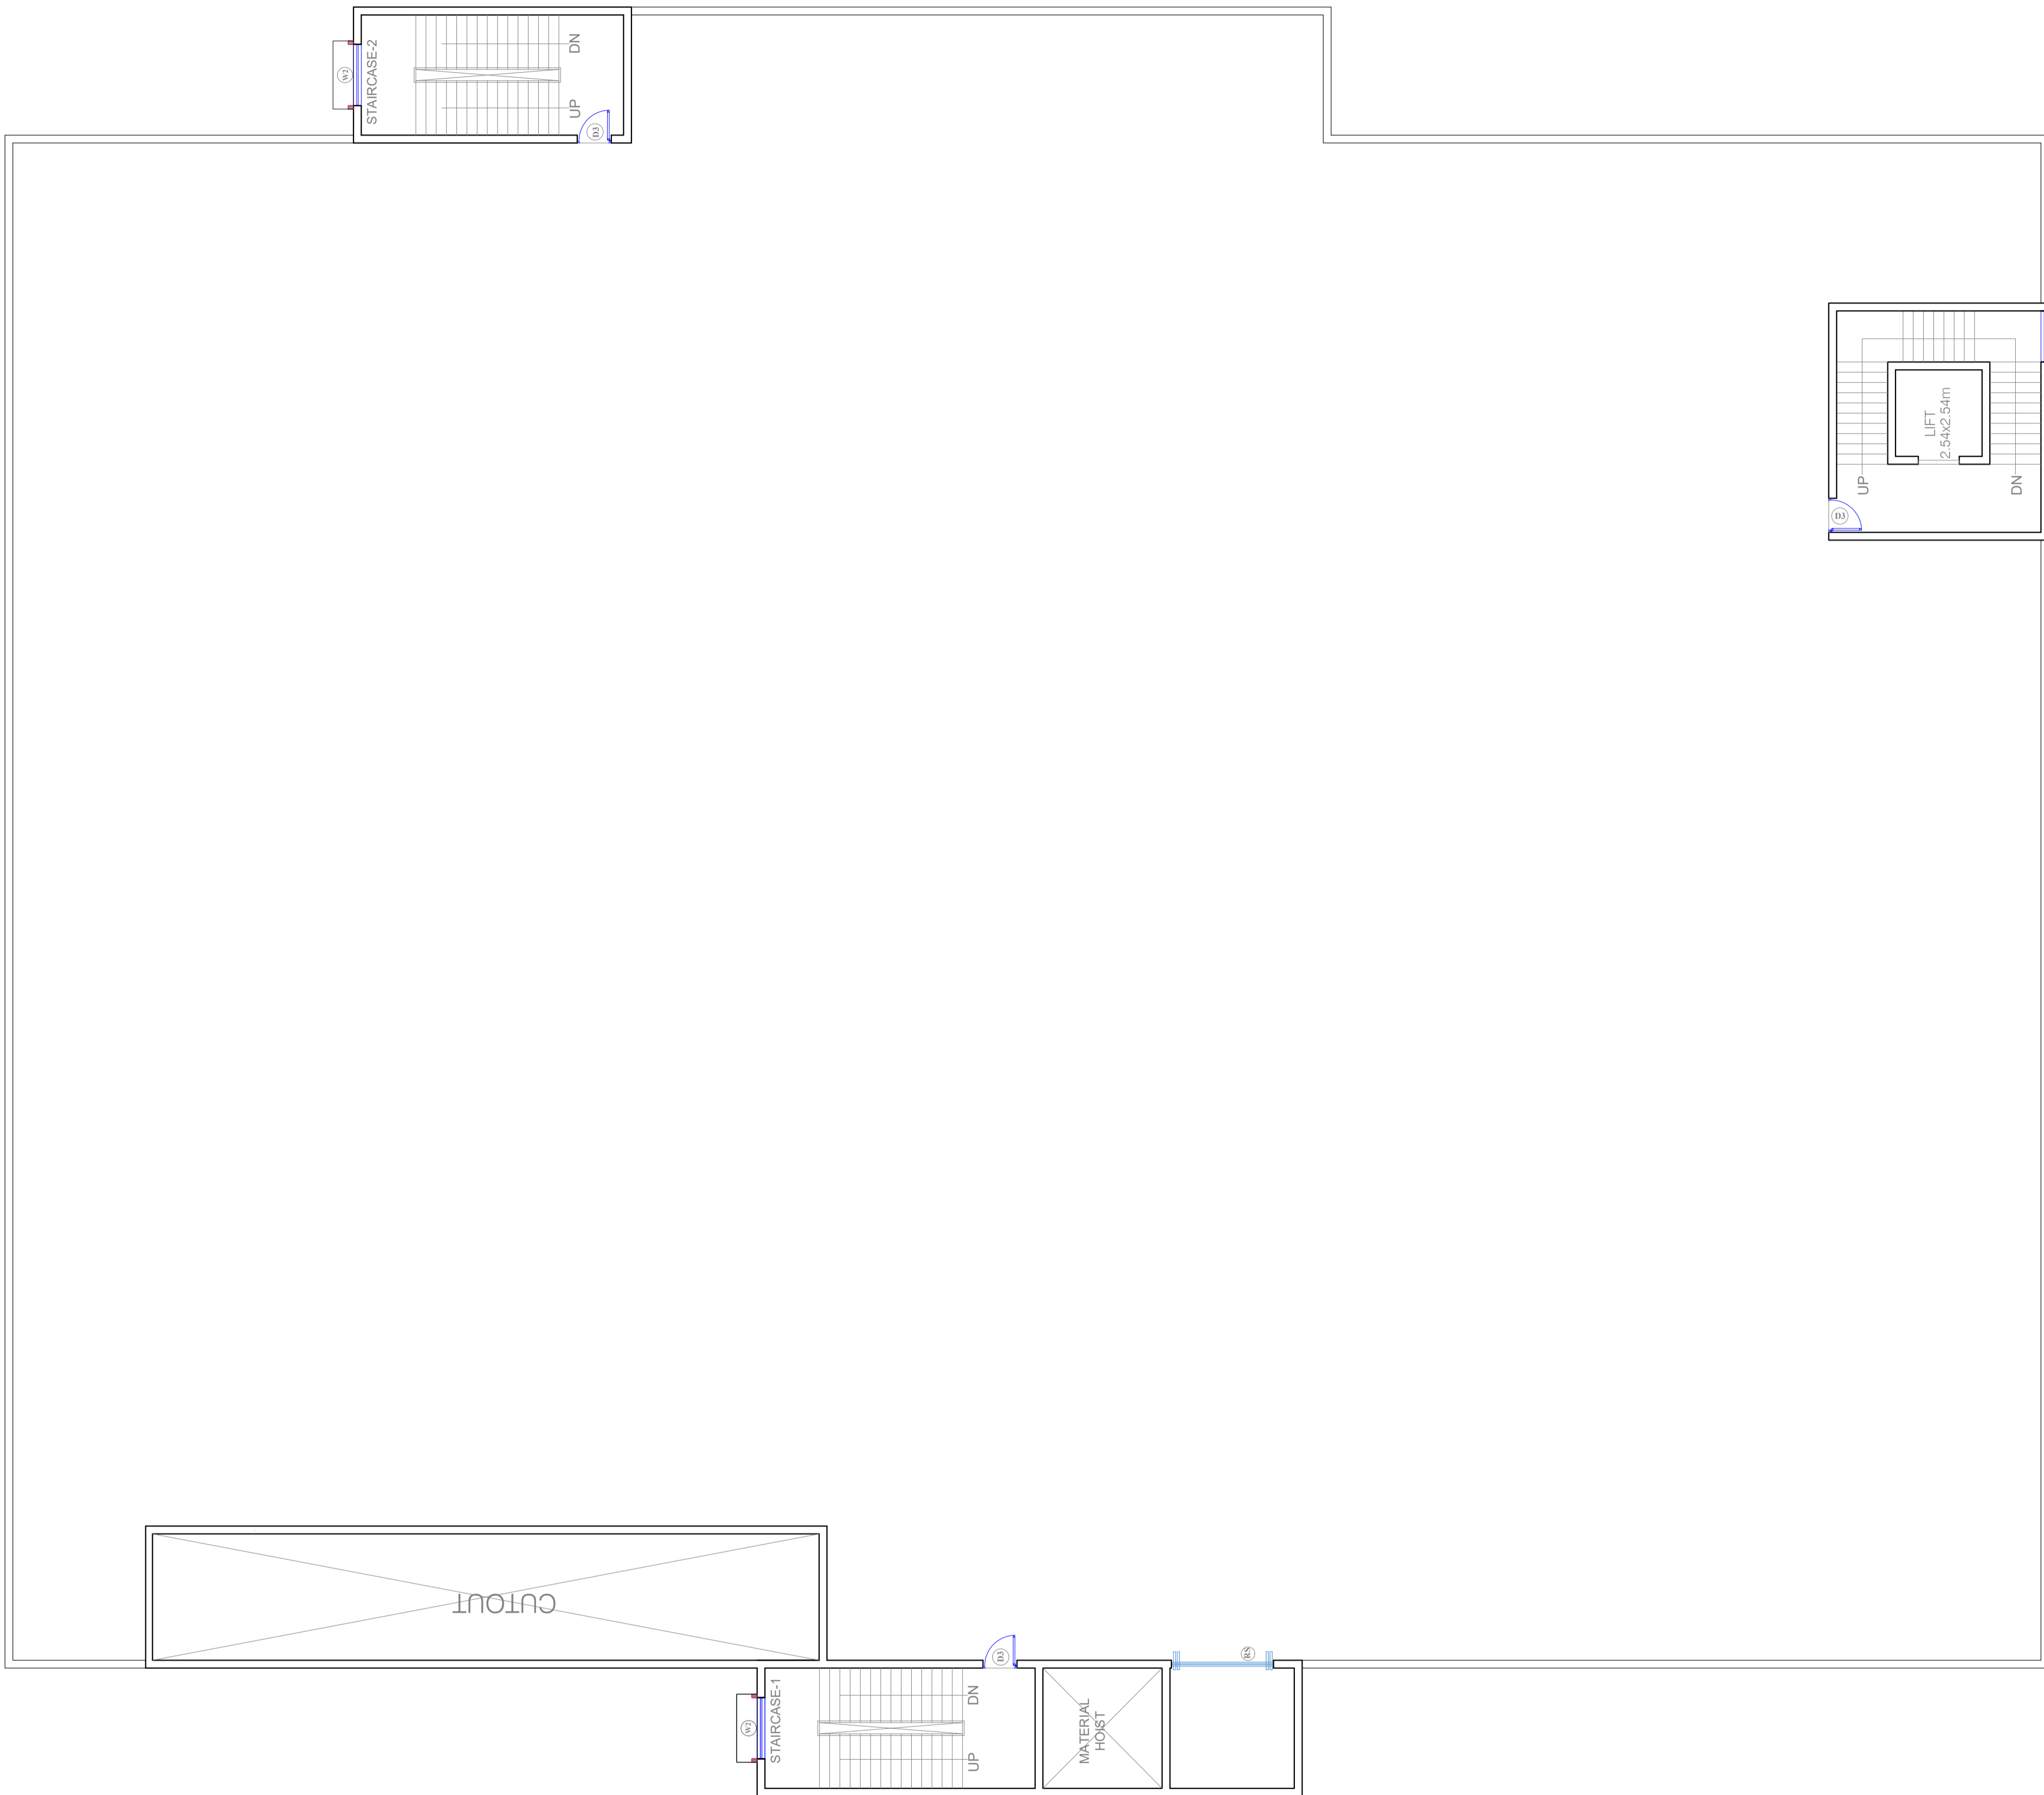 STAIRCASE-2
W2
DN
UP
D3
LIFT
2.54x2.54m
UP
DN
D3
CUTOUT
STAIRCASE-1
W2
DN
UP
D3
MATERIAL
HOIST
RS